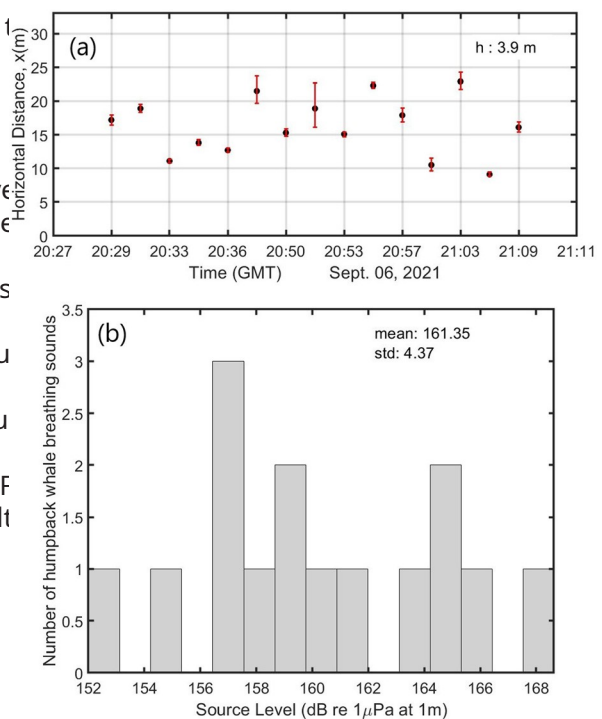 (a)
h : 3.9 m
Horizontal Distance, x(m)
30
25
20
15
10
5
0
20:27 20:29 20:33 20:36 20:50 20:53 20:57 21:03 21:09 21:11
Time (GMT) Sept. 06, 2021
(b)
mean: 161.35
std: 4.37
Number of humpback whale breathing sounds
3.5
3
2.5
2
1.5
1
0.5
0
152 154 156 158 160 162 164 166 168
Source Level (dB re 1μPa at 1m)